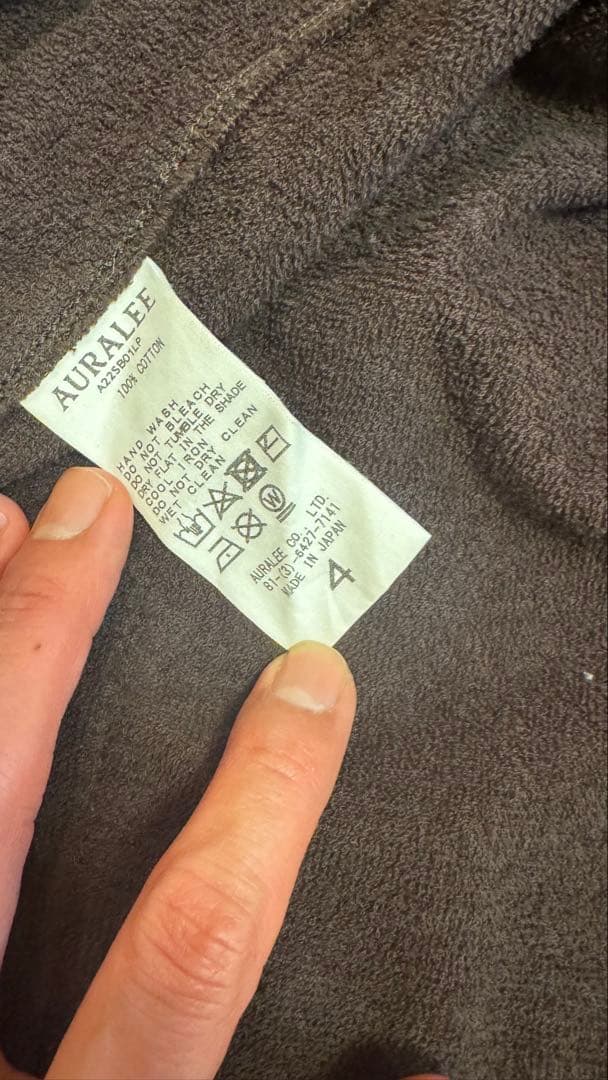 AURALEE
A22SB01LP
100% COTTON
HAND WASH
DO NOT BLEACH
DO NOT TUMBLE DRY
DRY FLAT IN THE SHADE
COOL IRON
DO NOT DRY CLEAN
WET CLEAN
W
AURALEE CO., LTD.
81-(3)-6427-7141
MADE IN JAPAN
4